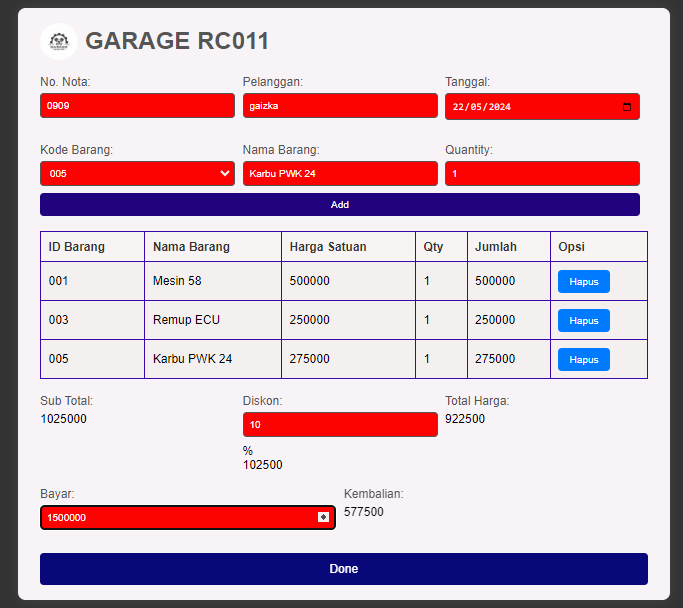 GARAGE RC011
No. Nota: Pelanggan: Tanggal:
0909 gaizka 22/05/2024
Kode Barang: Nama Barang: Quantity:
005 Karbu PWK 24 1
Add
ID Barang Nama Barang Harga Satuan Qty Jumlah Opsi
001 Mesin 58 500000 1 500000 Hapus
003 Remup ECU 250000 1 250000 Hapus
005 Karbu PWK 24 275000 1 275000 Hapus
Sub Total: Diskon: Total Harga:
1025000 10 922500
%
102500
Bayar: Kembalian:
1500000 577500
Done